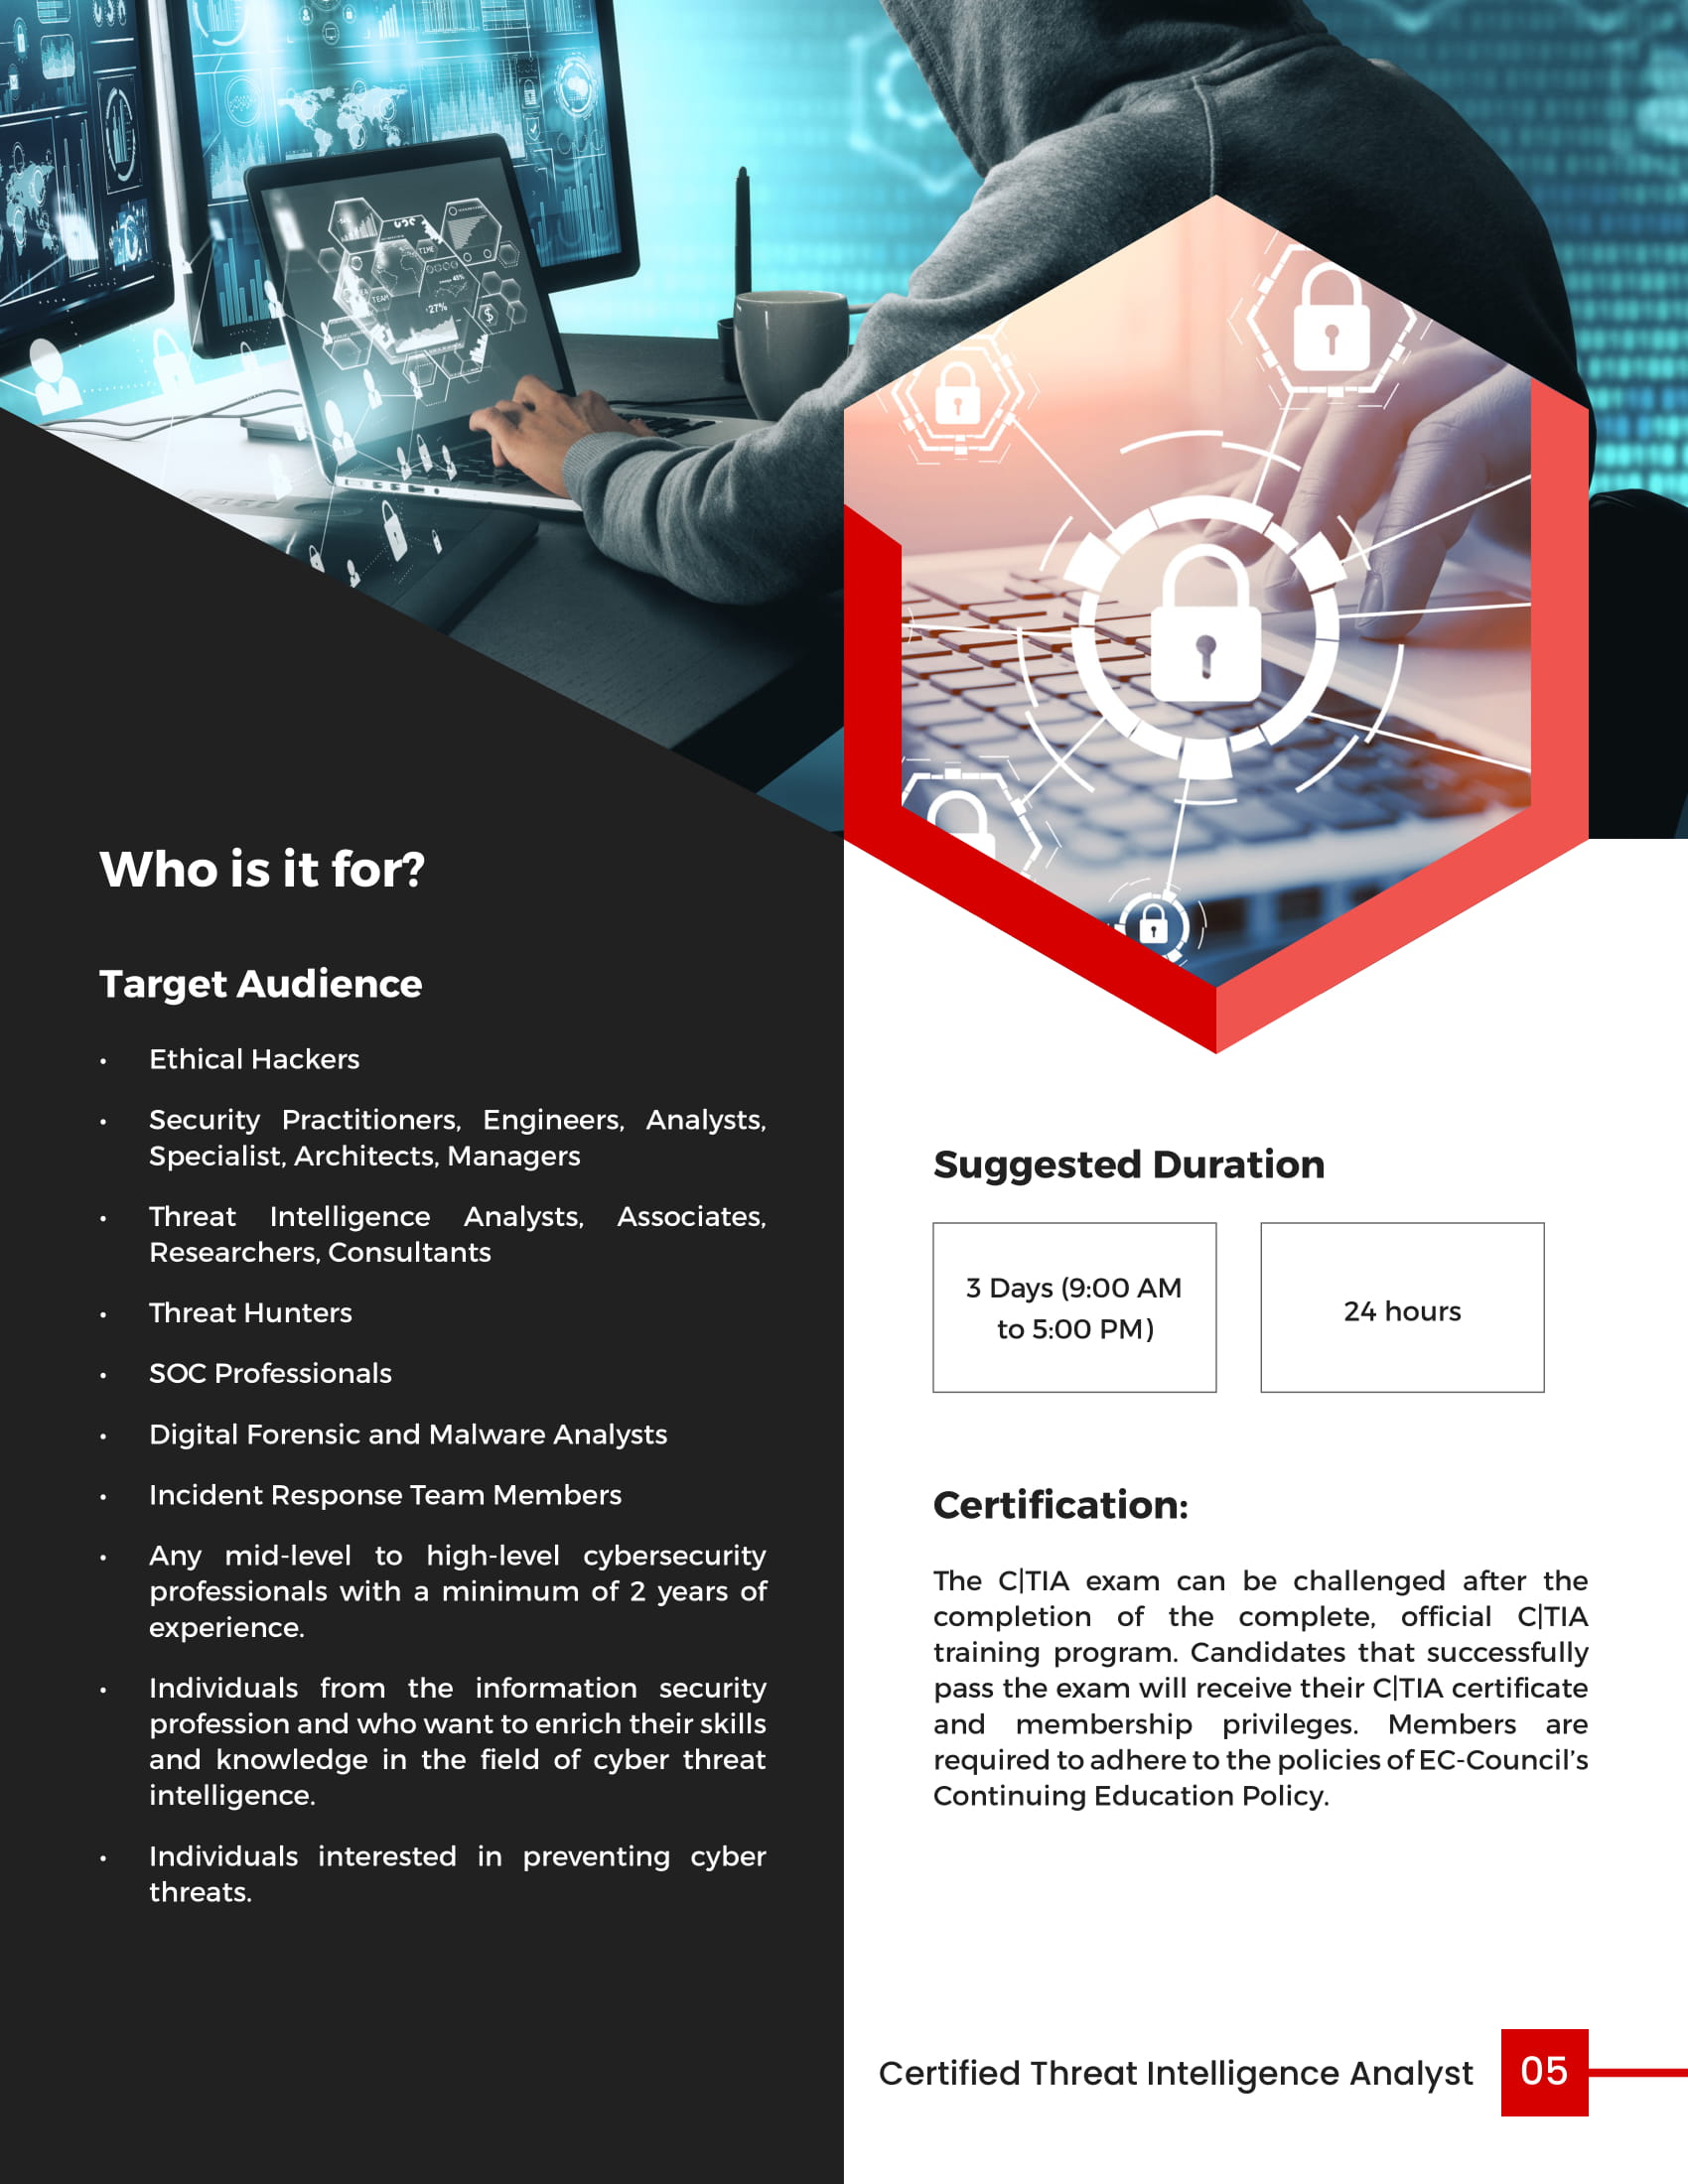 TIME
TEAM
-27%
$
Who is it for?
Target Audience
• Ethical Hackers
• Security Practitioners, Engineers, Analysts,
Specialist, Architects, Managers
• Threat Intelligence Analysts, Associates,
Researchers, Consultants
• Threat Hunters
• SOC Professionals
• Digital Forensic and Malware Analysts
• Incident Response Team Members
• Any mid-level to high-level cybersecurity
professionals with a minimum of 2 years of
experience.
• Individuals from the information security
profession and who want to enrich their skills
and knowledge in the field of cyber threat
intelligence.
• Individuals interested in preventing cyber
threats.
Suggested Duration
3 Days (9:00 AM
to 5:00 PM)
24 hours
Certification:
The C|TIA exam can be challenged after the
completion of the complete, official C|TIA
training program. Candidates that successfully
pass the exam will receive their C|TIA certificate
and membership privileges. Members are
required to adhere to the policies of EC-Council’s
Continuing Education Policy.
Certified Threat Intelligence Analyst
05